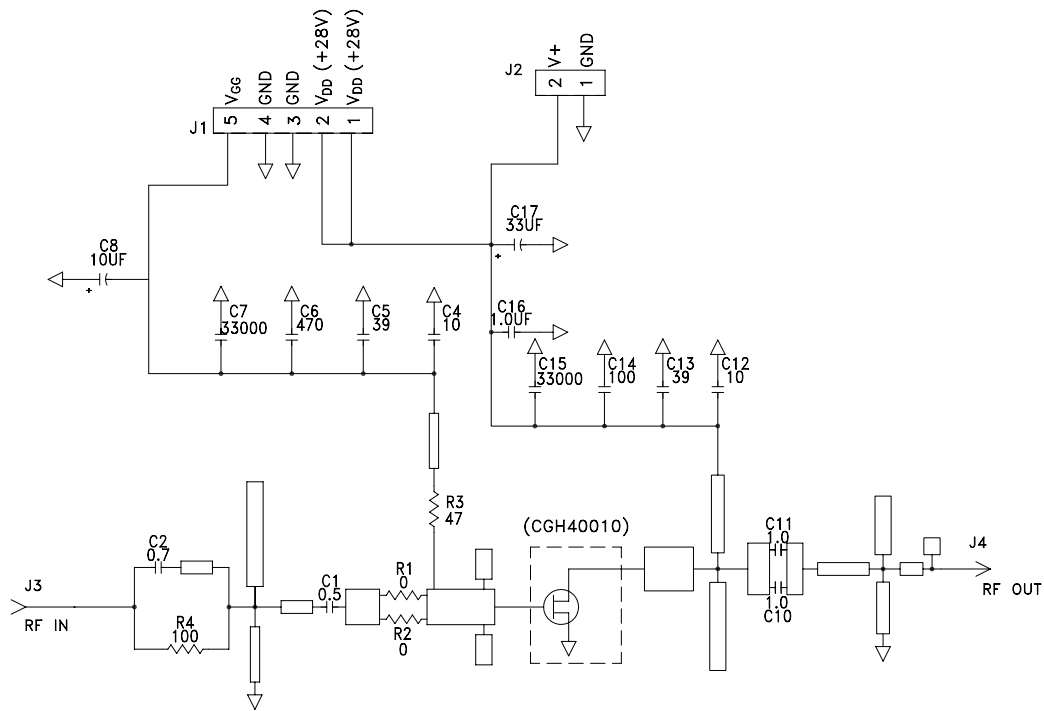 VGG
GND
GND
VDD (+28V)
VDD (+28V)
J1
5
4
3
2
1
V+
GND
J2
2
1
C8
10UF
C17
33UF
C16
1.0UF
C7
33000
C6
470
C5
39
C4
10
C15
33000
C14
100
C13
39
C12
10
R3
47
(CGH40010)
C2
0.7
R4
100
J3
RF IN
C1
0.5
R1
0
R2
0
C11
1.0
1.0
C10
J4
RF OUT